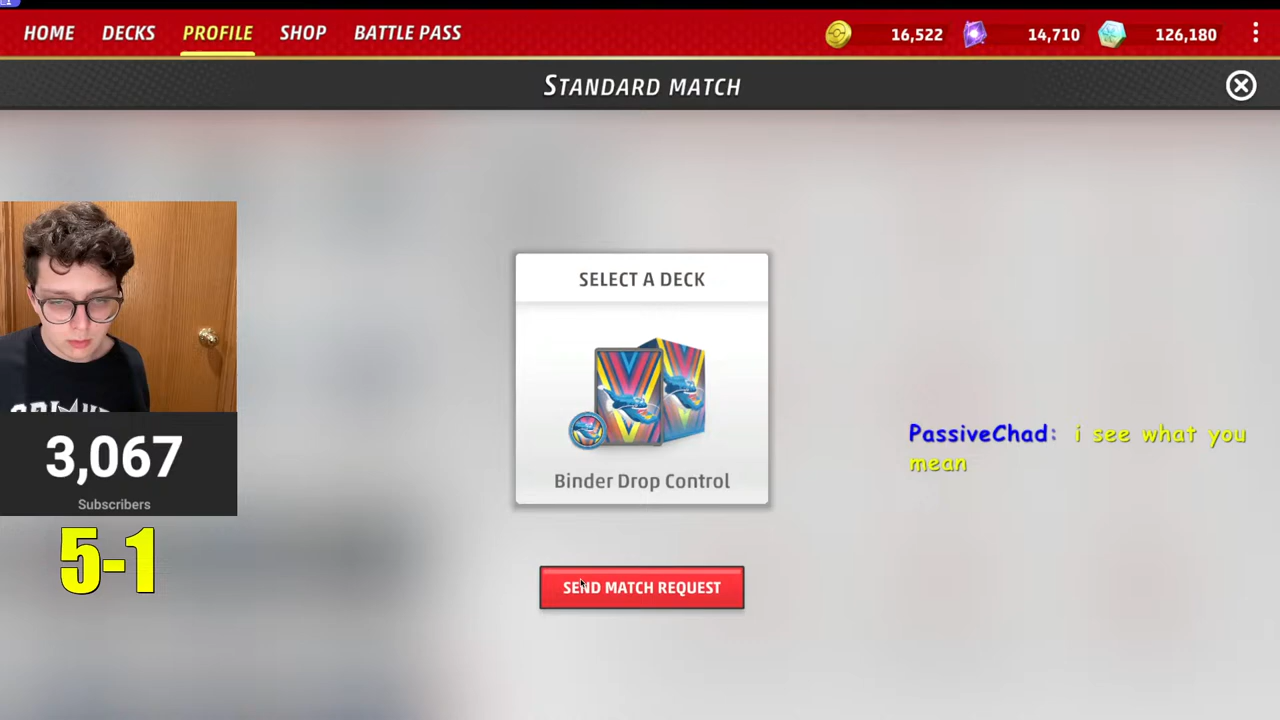 HOME DECKS PROFILE SHOP BATTLE PASS 16,522 14,710 126,180
STANDARD MATCH
SELECT A DECK
Binder Drop Control
SEND MATCH REQUEST
3,067
Subscribers
5-1
PassiveChad: i see what you
mean